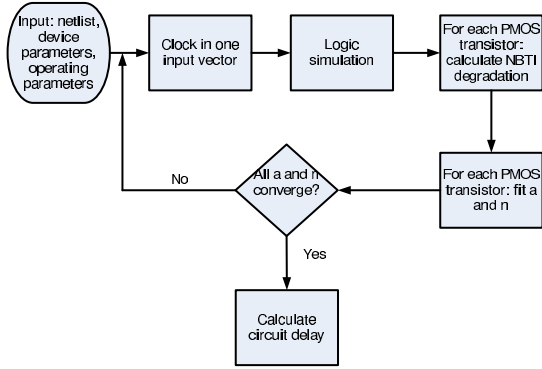 Input: netlist,
device
parameters,
operating
parameters
Clock in one
input vector
Logic
simulation
For each PMOS
transistor:
calculate NBTI
degradation
For each PMOS
transistor: fit a
and n
All a and n
converge?
No
Yes
Calculate
circuit delay